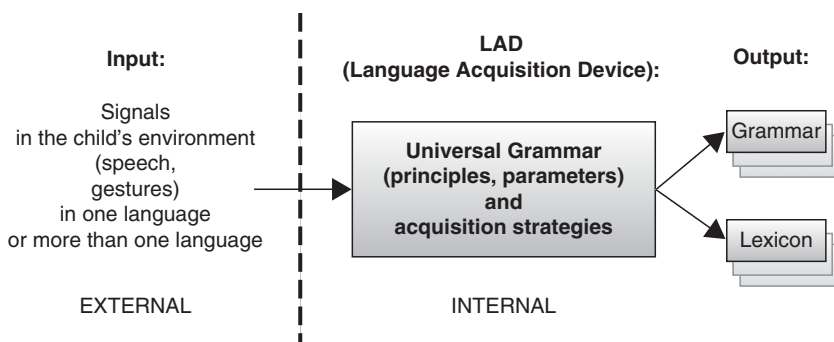 Input:
Signals
in the child's environment
(speech,
gestures)
in one language
or more than one language
EXTERNAL
LAD
(Language Acquisition Device):
Universal Grammar
(principles, parameters)
and
acquisition strategies
INTERNAL
Output:
Grammar
Lexicon